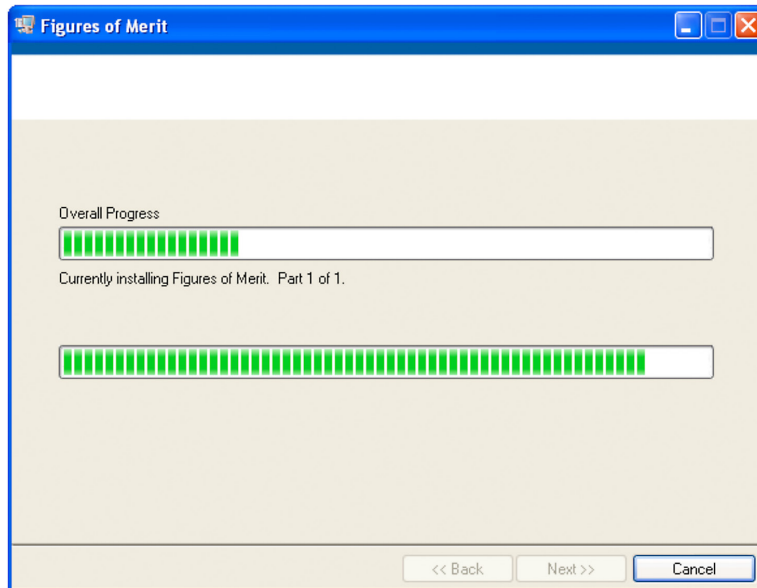 Figures of Merit
Overall Progress
Currently installing Figures of Merit. Part 1 of 1.
<< Back
Next >>
Cancel